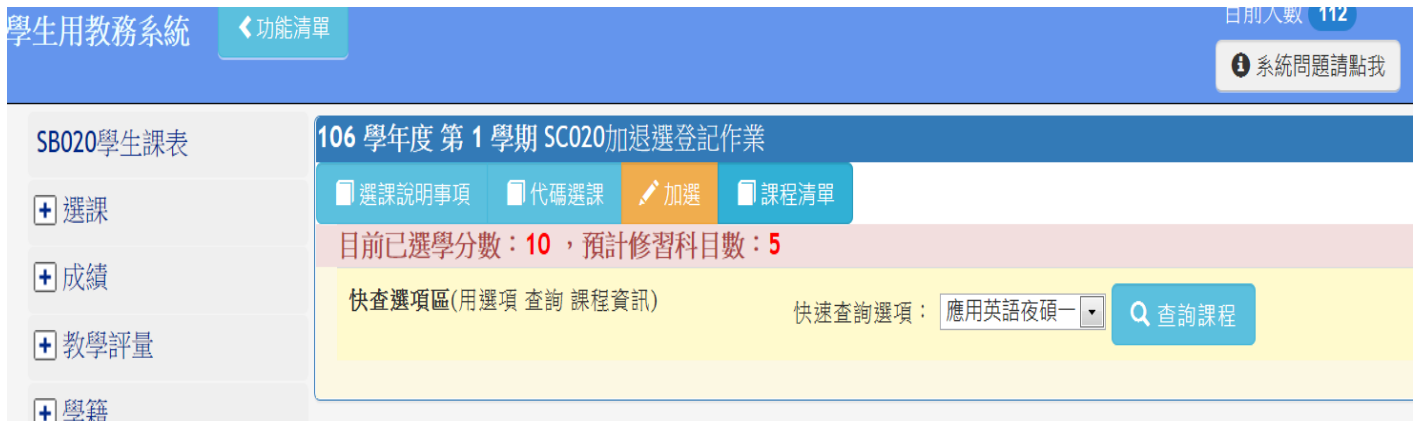 學生用教務系統
功能清單
目前人數 112
系統問題請點我
SB020學生課表
選課
成績
教學評量
學籍
106 學年度 第 1 學期 SC020加退選登記作業
選課說明事項 代碼選課 加選 課程清單
目前已選學分數：10 ，預計修習科目數：5
快查選項區(用選項 查詢 課程資訊)
快速查詢選項： 應用英語夜碩一 查詢課程